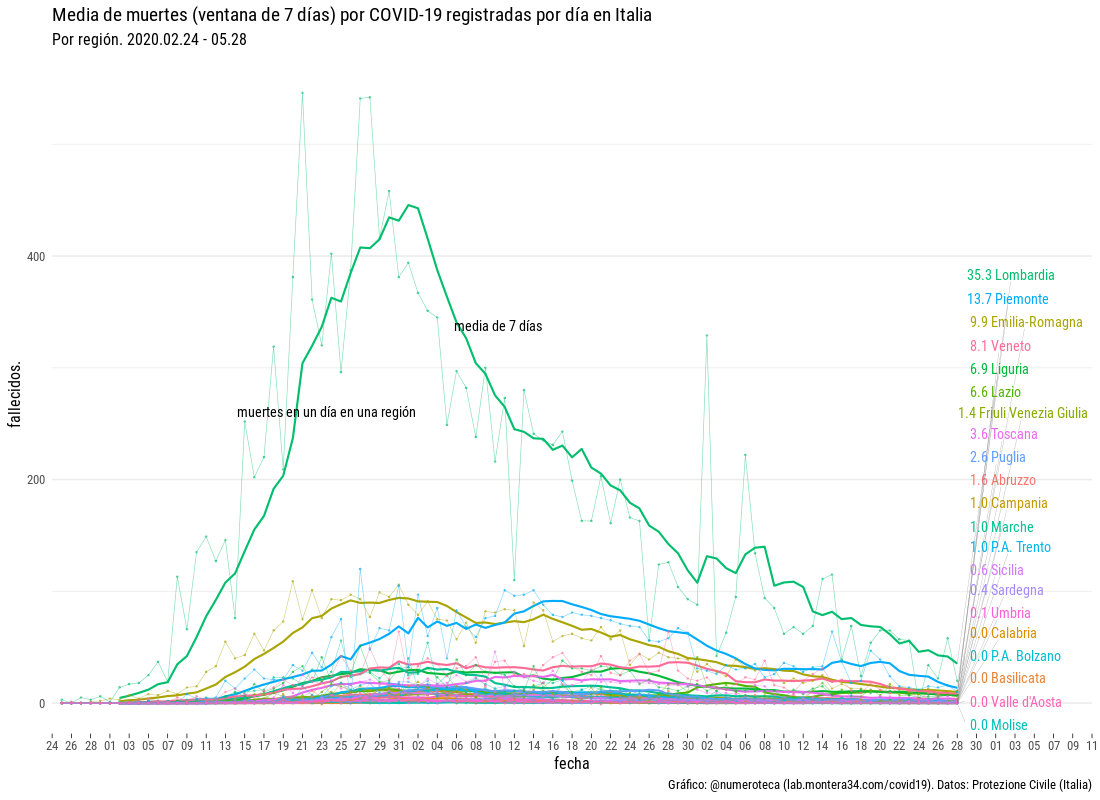 Media de muertes (ventana de 7 días) por COVID-19 registradas por día en Italia
Por región. 2020.02.24 - 05.28
fallecidos.
400
200
0
media de 7 días
muertes en un día en una región
35.3 Lombardia
13.7 Piemonte
9.9 Emilia-Romagna
8.1 Veneto
6.9 Liguria
6.6 Lazio
1.4 Friuli Venezia Giulia
3.6 Toscana
2.6 Puglia
1.6 Abruzzo
1.0 Campania
1.0 Marche
1.0 P.A. Trento
0.6 Sicilia
0.4 Sardegna
0.1 Umbria
0.0 Calabria
0.0 P.A. Bolzano
0.0 Basilicata
0.0 Valle d'Aosta
0.0 Molise
24 26 28 01 03 05 07 09 11 13 15 17 19 21 23 25 27 29 31 02 04 06 08 10 12 14 16 18 20 22 24 26 28 30 02 04 06 08 10 12 14 16 18 20 22 24 26 28 30 01 03 05 07 09 11
fecha
Gráfico: @numeroteca (lab.montera34.com/covid19). Datos: Protezione Civile (Italia)